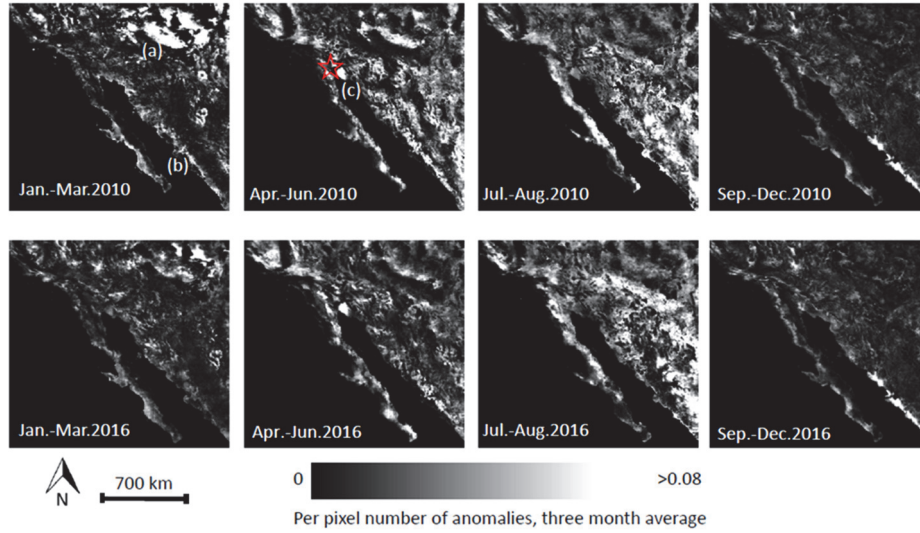 (a)
(b)
Jan.-Mar.2010
(c)
Apr.-Jun.2010
Jul.-Aug.2010
Sep.-Dec.2010
Jan.-Mar.2016
Apr.-Jun.2016
Jul.-Aug.2016
Sep.-Dec.2016
N
700 km
0
>0.08
Per pixel number of anomalies, three month average